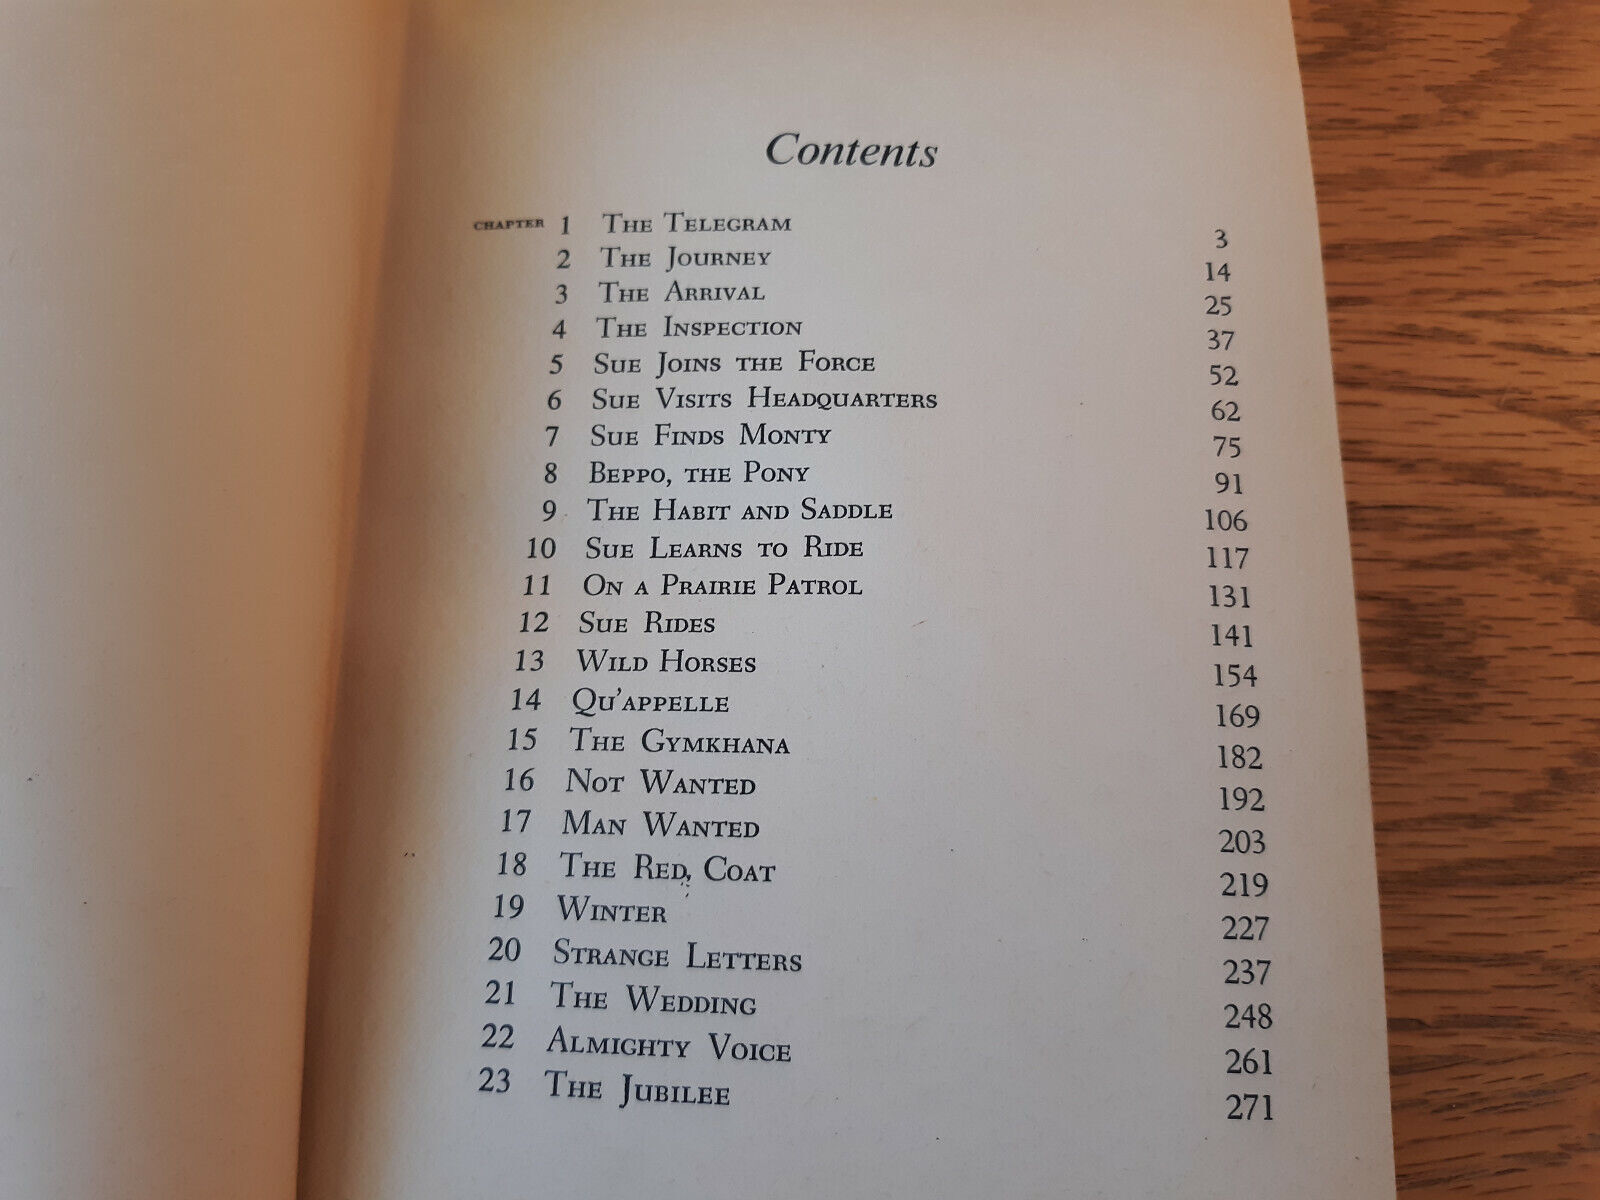 Contents
CHAPTER 1 THE TELEGRAM 3
2 THE JOURNEY 14
3 THE ARRIVAL 25
4 THE INSPECTION 37
5 SUE JOINS THE FORCE 52
6 SUE VISITS HEADQUARTERS 62
7 SUE FINDS MONTY 75
8 BEPPO, THE PONY 91
9 THE HABIT AND SADDLE 106
10 SUE LEARNS TO RIDE 117
11 ON A PRAIRIE PATROL 131
12 SUE RIDES 141
13 WILD HORSES 154
14 QU'APPELLE 169
15 THE GYMKHANA 182
16 NOT WANTED 192
17 MAN WANTED 203
18 THE RED COAT 219
19 WINTER 227
20 STRANGE LETTERS 237
21 THE WEDDING 248
22 ALMIGHTY VOICE 261
23 THE JUBILEE 271